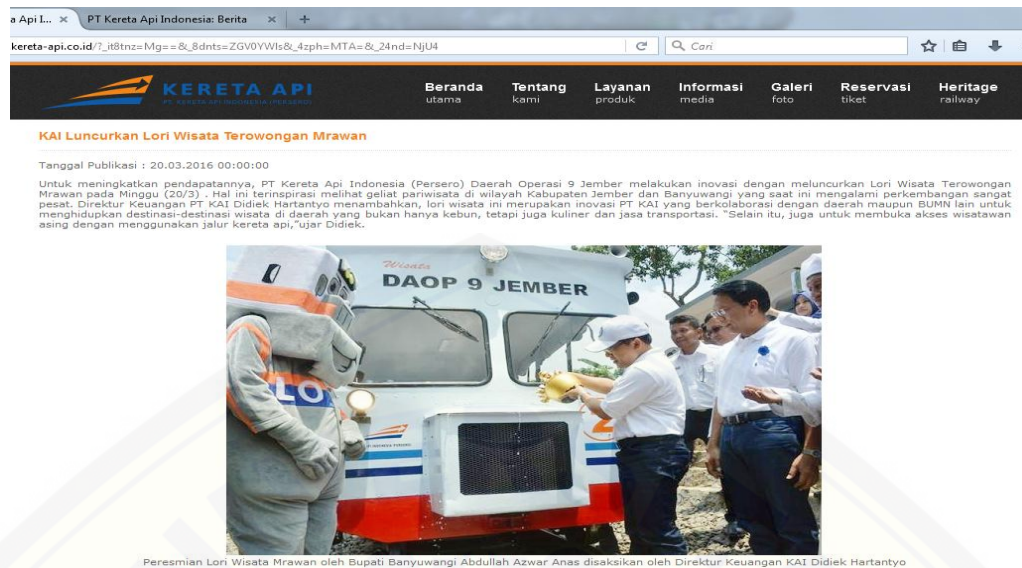 a Api I... ×
PT Kereta Api Indonesia: Berita × +
kereta-api.co.id/?_it8tnz=Mg==&_8dnts=ZGV0YWls&_4zph=MTA=&_24nd=NjU4
Cari
KERETA API
PT. KERETA API INDONESIA (PERSERO)
Beranda Tentang Layanan Informasi Galeri Reservasi Heritage
utama kami produk media foto tiket railway
KAI Luncurkan Lori Wisata Terowongan Mrawan
Tanggal Publikasi : 20.03.2016 00:00:00
Untuk meningkatkan pendapatannya, PT Kereta Api Indonesia (Persero) Daerah Operasi 9 Jember melakukan inovasi dengan meluncurkan Lori Wisata Terowongan
Mrawan pada Minggu (20/3) . Hal ini terinspirasi melihat geliat pariwisata di wilayah Kabupaten Jember dan Banyuwangi yang saat ini mengalami perkembangan sangat
pesat. Direktur Keuangan PT KAI Didiek Hartantyo menambahkan, lori wisata ini merupakan inovasi PT KAI yang berkolaborasi dengan daerah maupun BUMN lain untuk
menghidupkan destinasi-destinasi wisata di daerah yang bukan hanya kebun, tetapi juga kuliner dan jasa transportasi. "Selain itu, juga untuk membuka akses wisatawan
asing dengan menggunakan jalur kereta api,"ujar Didiek.
Wisata
DAOP 9 JEMBER
LO
Peresmian Lori Wisata Mrawan oleh Bupati Banyuwangi Abdullah Azwar Anas disaksikan oleh Direktur Keuangan KAI Didiek Hartantyo